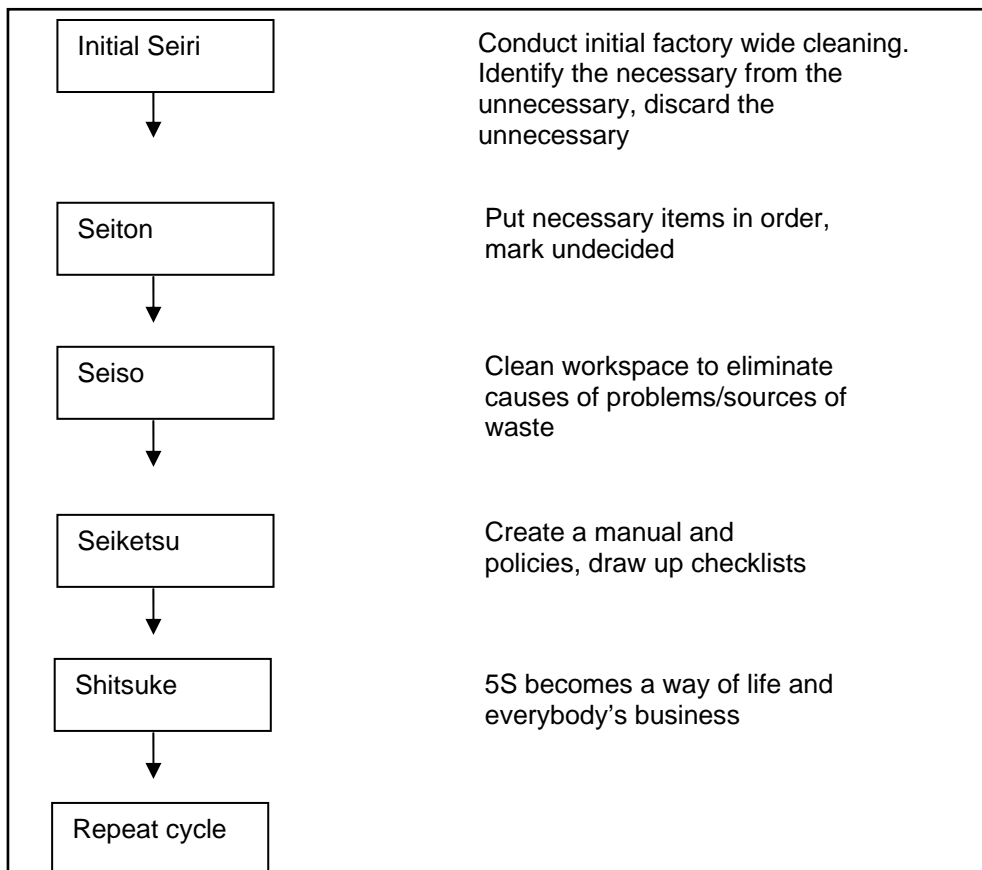 Initial Seiri
Conduct initial factory wide cleaning.
Identify the necessary from the
unnecessary, discard the
unnecessary
Seiton
Put necessary items in order,
mark undecided
Seiso
Clean workspace to eliminate
causes of problems/sources of
waste
Seiketsu
Create a manual and
policies, draw up checklists
Shitsuke
5S becomes a way of life and
everybody’s business
Repeat cycle